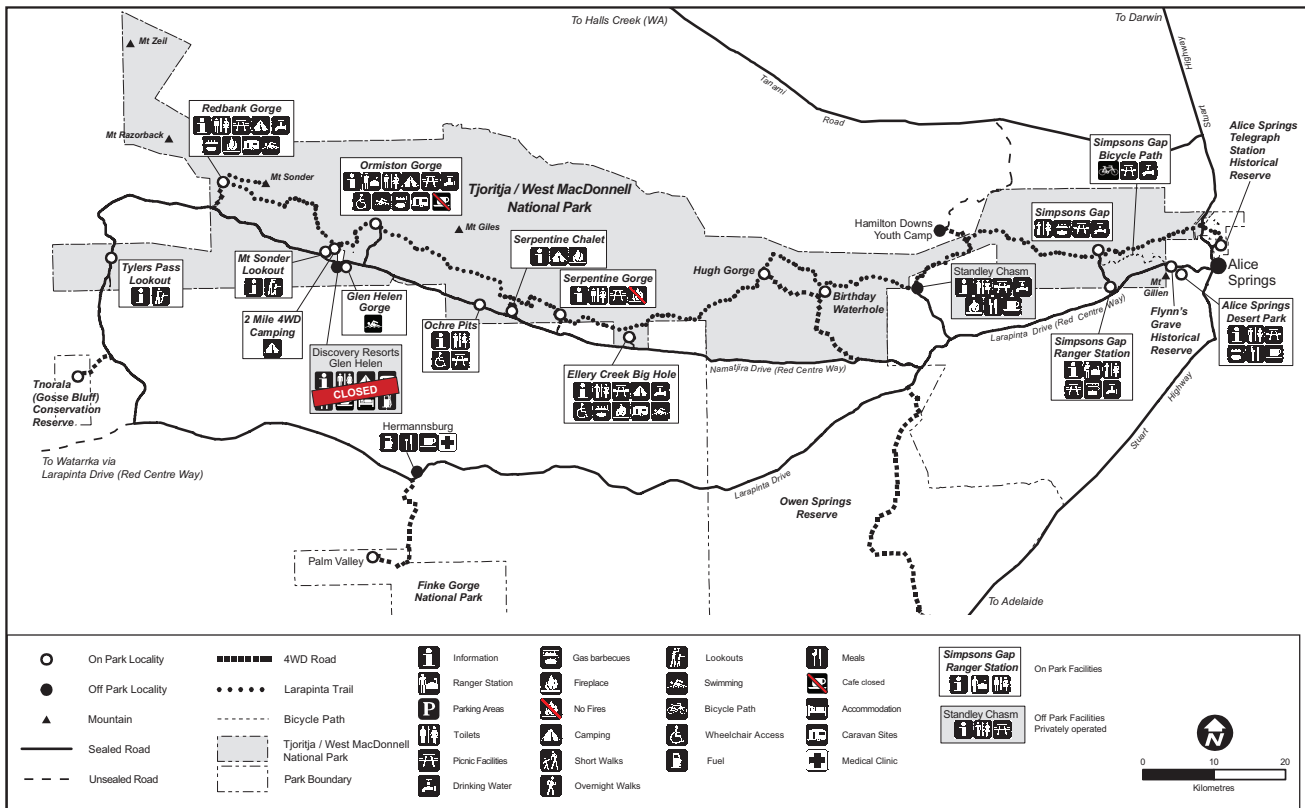 To Halls Creek (WA)
To Darwin
Mt Zeil
Highway
Tanami
Road
Stuart
Redbank Gorge
Mt Razorback
Alice Springs
Telegraph
Station
Historical
Reserve
Simpsons Gap
Bicycle Path
Ormiston Gorge
Mt Sonder
Tjoritja / West MacDonnell
National Park
Mt Giles
Hamilton Downs
Youth Camp
Simpsons Gap
Serpentine Chalet
Tylers Pass
Lookout
Mt Sonder
Lookout
Serpentine Gorge
Hugh Gorge
Standley Chasm
Alice
Springs
Mt
Gillen
Glen Helen
Gorge
2 Mile 4WD
Camping
Birthday
Waterhole
Larapinta Drive (Red Centre Way)
Flynn's
Grave
Historical
Reserve
Alice Springs
Desert Park
Ochre Pits
Simpsons Gap
Ranger Station
Discovery Resorts
Glen Helen
CLOSED
Namatjira Drive (Red Centre Way)
Ellery Creek Big Hole
Tnorala
(Gosse Bluff)
Conservation
Reserve
Hermannsburg
Stuart
Highway
To Watarrka via
Larapinta Drive (Red Centre Way)
Larapinta Drive
Owen Springs
Reserve
Palm Valley
Finke Gorge
National Park
To Adelaide
On Park Locality
Off Park Locality
Mountain
Sealed Road
Unsealed Road
4WD Road
Larapinta Trail
Bicycle Path
Tjoritja / West MacDonnell
National Park
Park Boundary
Information
Ranger Station
P
Parking Areas
Toilets
Picnic Facilities
Drinking Water
Gas barbecues
Fireplace
No Fires
Camping
Short Walks
Overnight Walks
Lookouts
Swimming
Bicycle Path
Wheelchair Access
Fuel
Meals
Cafe closed
Accommodation
Caravan Sites
Medical Clinic
Simpsons Gap
Ranger Station
On Park Facilities
Standley Chasm
Off Park Facilities
Privately operated
N
0 10 20
Kilometres